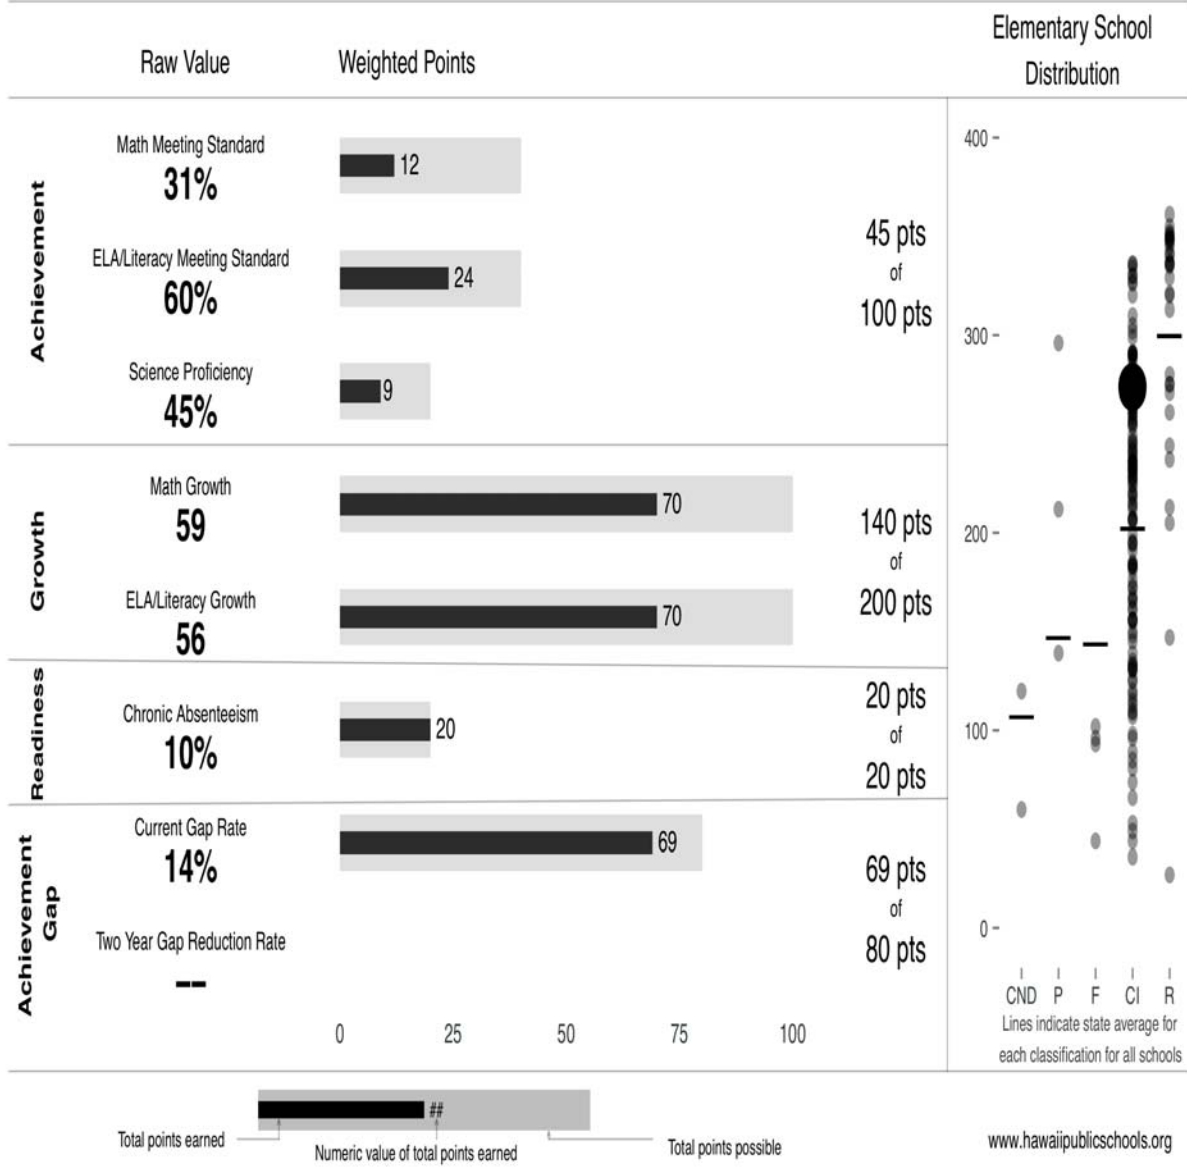 Raw Value
Weighted Points
Elementary School
Distribution
Achievement
Math Meeting Standard
31%
12
ELA/Literacy Meeting Standard
60%
24
Science Proficiency
45%
9
45 pts
of
100 pts
Growth
Math Growth
59
70
ELA/Literacy Growth
56
70
140 pts
of
200 pts
Readiness
Chronic Absenteeism
10%
20
20 pts
of
20 pts
Achievement
Gap
Current Gap Rate
14%
69
Two Year Gap Reduction Rate
--
69 pts
of
80 pts
0 25 50 75 100
400
300
200
100
0
CND P F CI R
Lines indicate state average for
each classification for all schools
##
Total points earned
Numeric value of total points earned
Total points possible
www.hawaiipublicschools.org